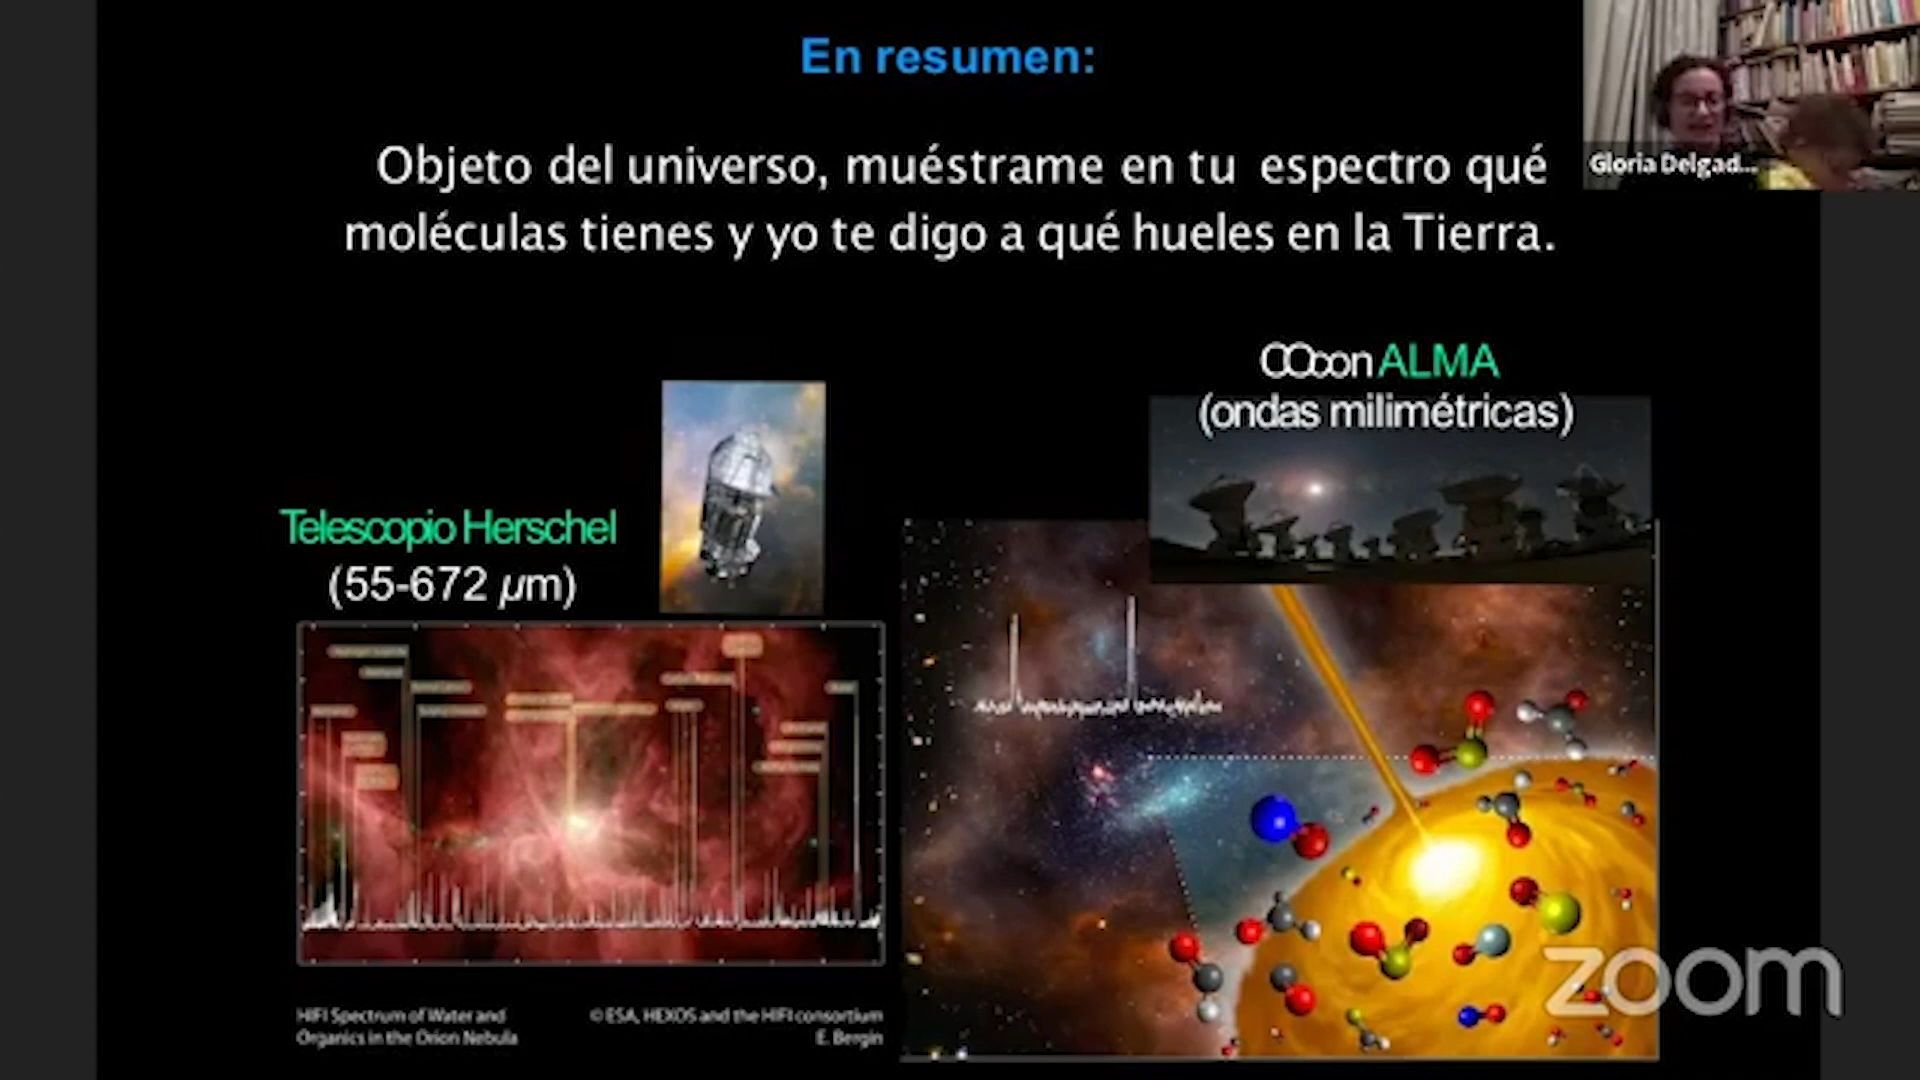 En resumen:
Objeto del universo, muéstrame en tu espectro qué
moléculas tienes y yo te digo a qué hueles en la Tierra.
Gloria Delgad...
COcon ALMA
(ondas milimétricas)
Telescopio Herschel
(55-672 µm)
HIFI Spectrum of Water and
Organics in the Orion Nebula
© ESA, HEXOS and the HIFI consortium
E. Bergin
zoom